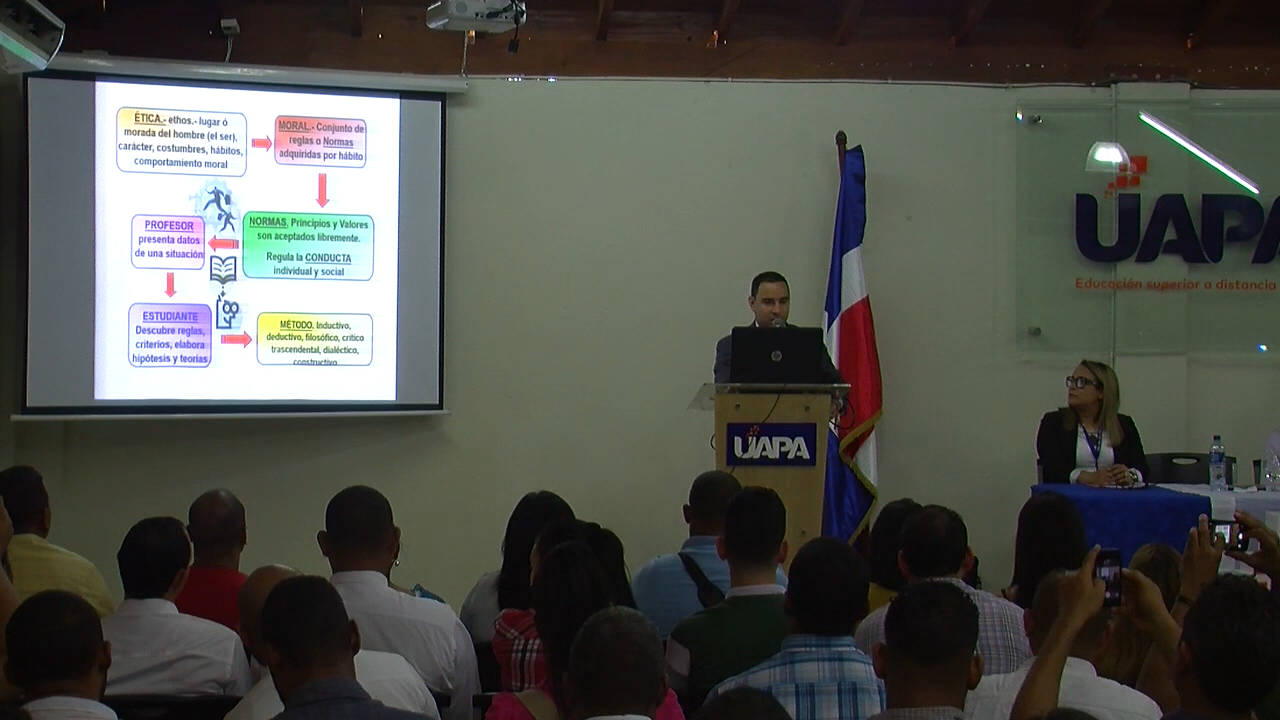 ÉTICA.- ethos.- lugar ó
morada del hombre (el ser),
carácter, costumbres, hábitos,
comportamiento moral
MORAL.- Conjunto de
reglas o Normas
adquiridas por hábito
NORMAS, Principios y Valores
son aceptados libremente.
Regula la CONDUCTA
individual y social
PROFESOR
presenta datos
de una situación
ESTUDIANTE
Descubre reglas,
criterios, elabora
hipótesis y teorías
MÉTODO. Inductivo,
deductivo, filosófico, crítico
trascendental, dialéctico,
constructivo
UAPA
Educación superior a distancia
hp
UAPA